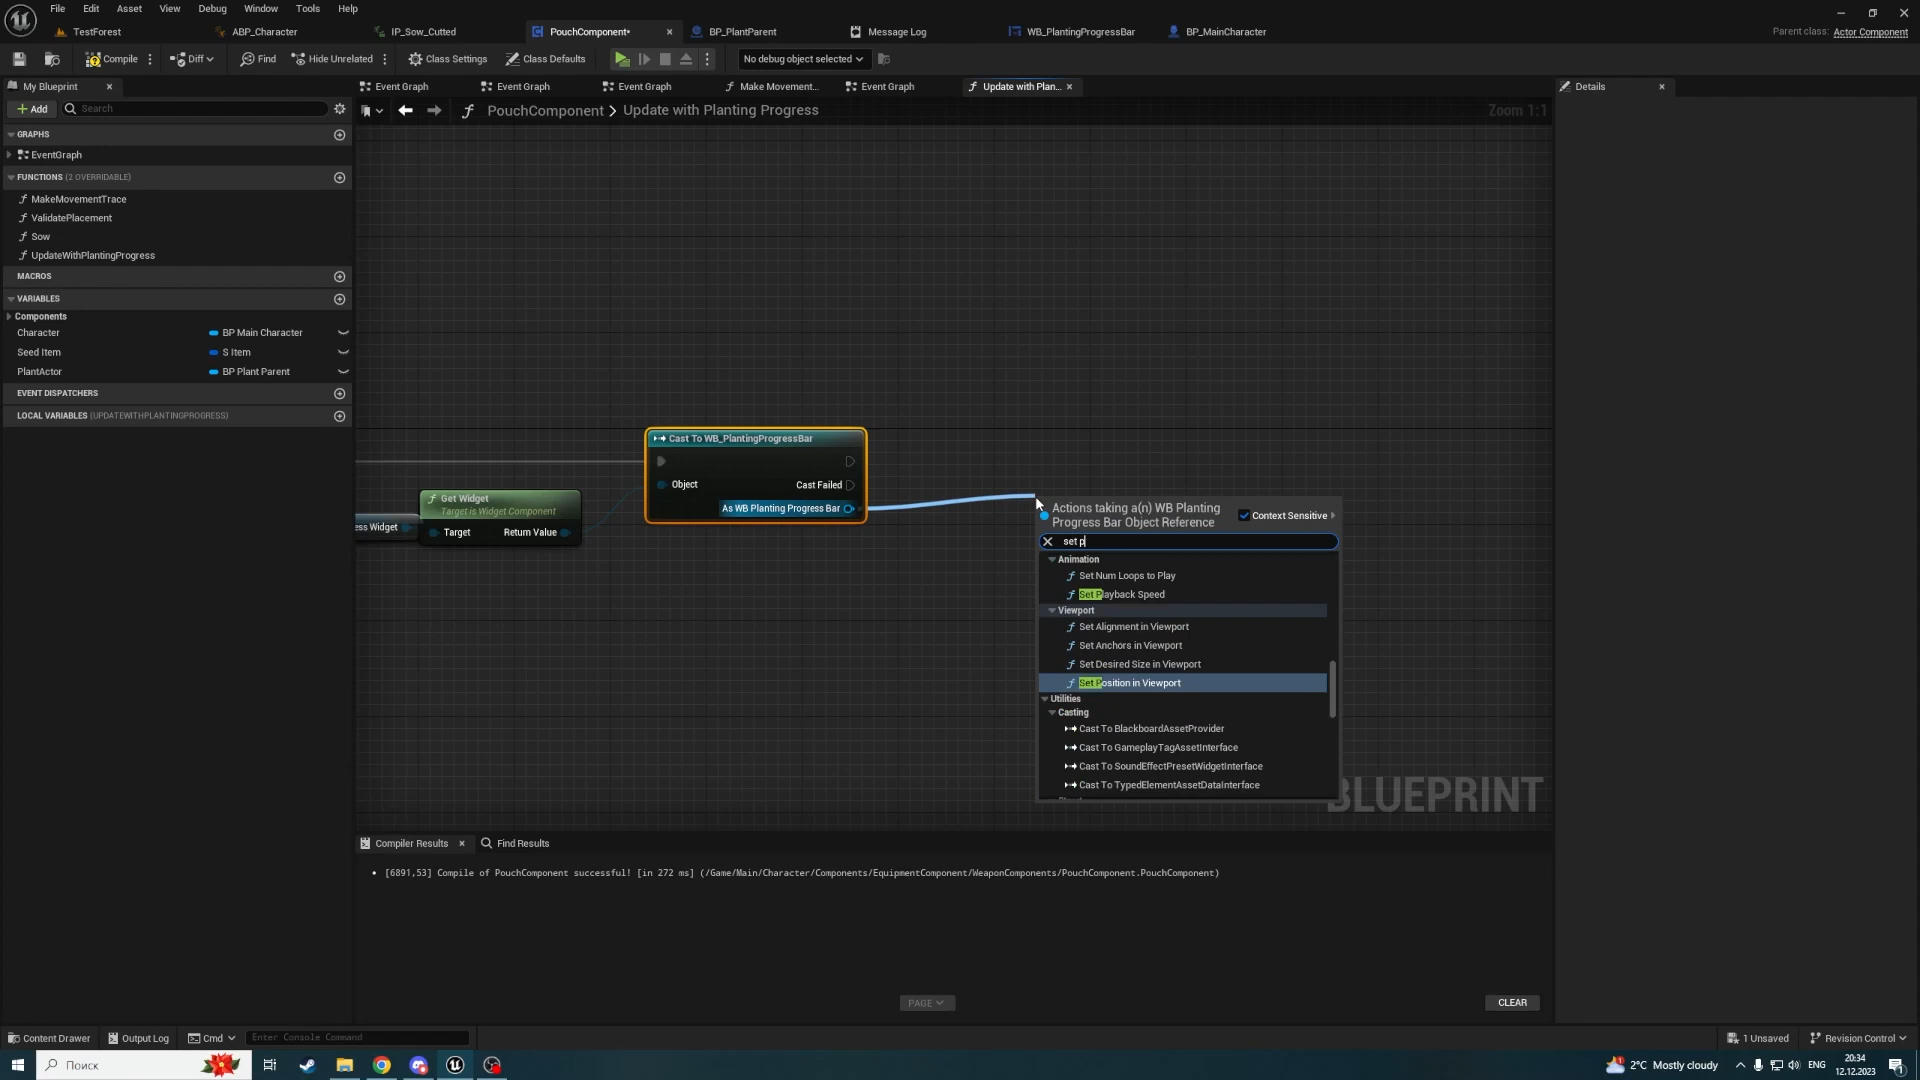 File Edit Asset View Debug Window Tools Help
TestForest
ABP_Character
IP_Sow_Cutted
PouchComponent*
BP_PlantParent
Message Log
WB_PlantingProgressBar
BP_MainCharacter
Parent class: Actor Component
Compile
Diff
Find
Hide Unrelated
Class Settings
Class Defaults
No debug object selected
My Blueprint
Event Graph
Event Graph
Event Graph
Make Movement...
Event Graph
Update with Plan...
Details
Add
Search
PouchComponent > Update with Planting Progress
Zoom 1:1
GRAPHS
EventGraph
FUNCTIONS (2 OVERRIDABLE)
MakeMovementTrace
ValidatePlacement
Sow
UpdateWithPlantingProgress
MACROS
VARIABLES
Components
Character BP Main Character
Seed Item S Item
PlantActor BP Plant Parent
EVENT DISPATCHERS
LOCAL VARIABLES (UPDATEWITHPLANTINGPROGRESS)
Cast To WB_PlantingProgressBar
Object Cast Failed
As WB Planting Progress Bar
Get Widget
Target is Widget Component
ess Widget
Target Return Value
Actions taking a(n) WB Planting
Progress Bar Object Reference
Context Sensitive
set p
Animation
Set Num Loops to Play
Set Playback Speed
Viewport
Set Alignment in Viewport
Set Anchors in Viewport
Set Desired Size in Viewport
Set Position in Viewport
Utilities
Casting
Cast To BlackboardAssetProvider
Cast To GameplayTagAssetInterface
Cast To SoundEffectPresetWidgetInterface
Cast To TypedElementAssetDataInterface
BLUEPRINT
Compiler Results
Find Results
[6891,53] Compile of PouchComponent successful! [in 272 ms] (/Game/Main/Character/Components/EquipmentComponent/WeaponComponents/PouchComponent.PouchComponent)
PAGE
CLEAR
Content Drawer
Output Log
Cmd
Enter Console Command
1 Unsaved
Revision Control
Поиск
2°C Mostly cloudy
ENG
20:34
12.12.2023
1